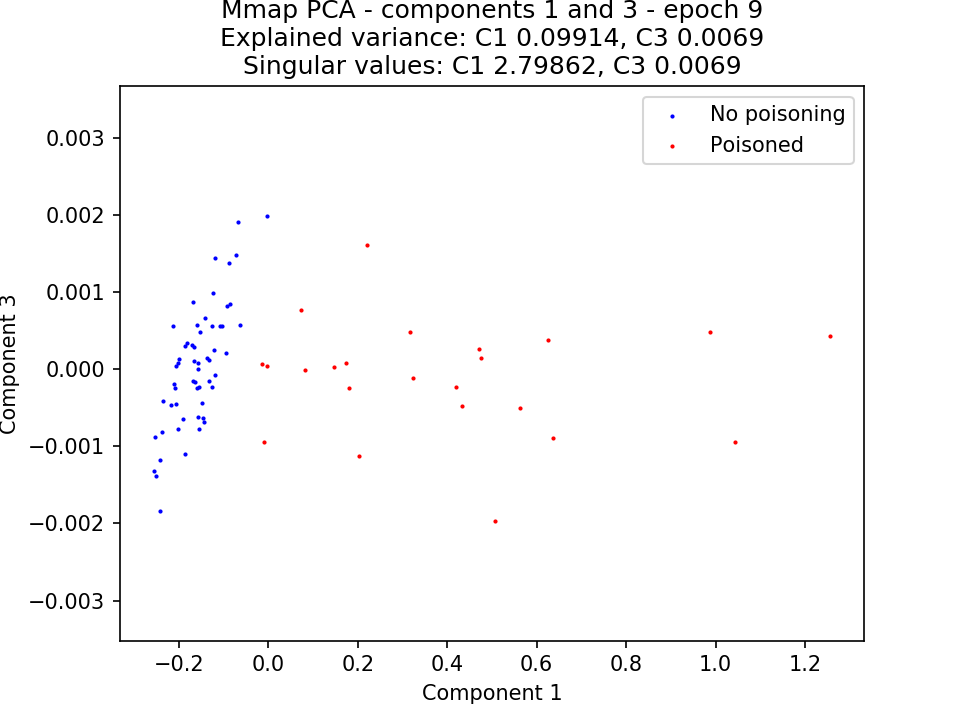 Mmap PCA - components 1 and 3 - epoch 9
Explained variance: C1 0.09914, C3 0.0069
Singular values: C1 2.79862, C3 0.0069
No poisoning
Poisoned
Component 3
0.003
0.002
0.001
0.000
−0.001
−0.002
−0.003
−0.2
0.0
0.2
0.4
0.6
0.8
1.0
1.2
Component 1